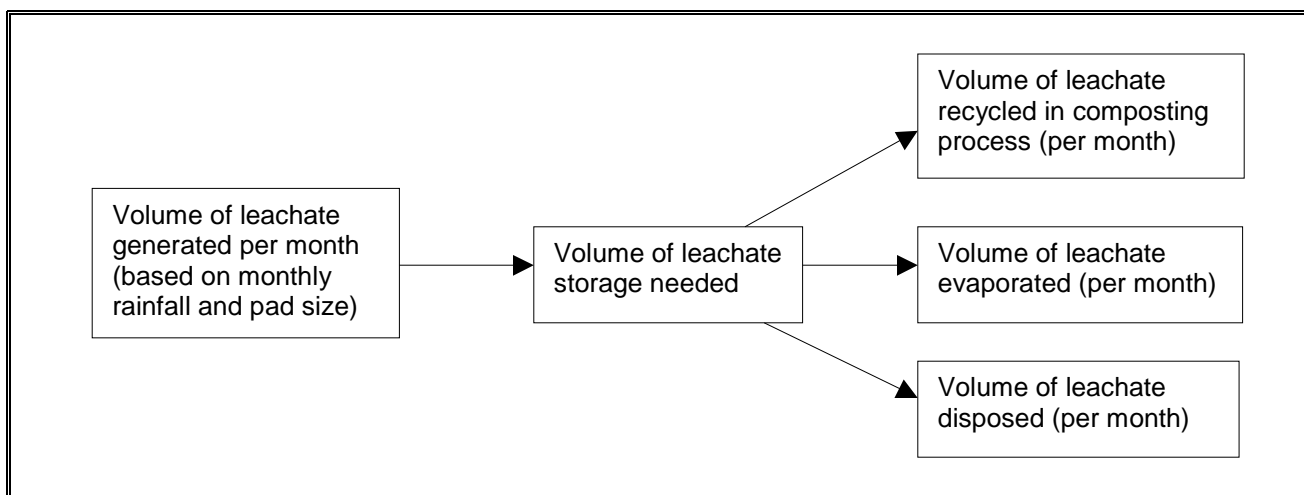 Volume of leachate
generated per month
(based on monthly
rainfall and pad size)
Volume of leachate
storage needed
Volume of leachate
recycled in composting
process (per month)
Volume of leachate
evaporated (per month)
Volume of leachate
disposed (per month)